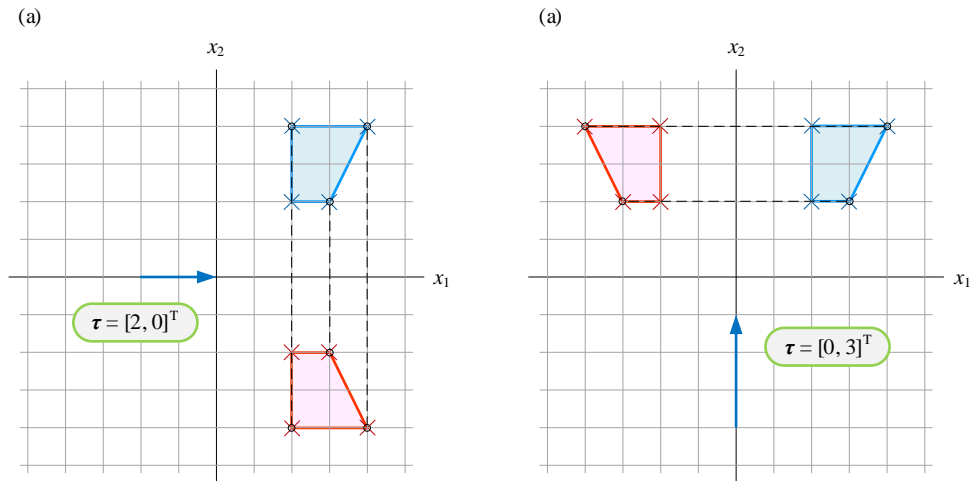 (a)
x₂
x₁
τ = [2, 0]ᵀ
(a)
x₂
x₁
τ = [0, 3]ᵀ